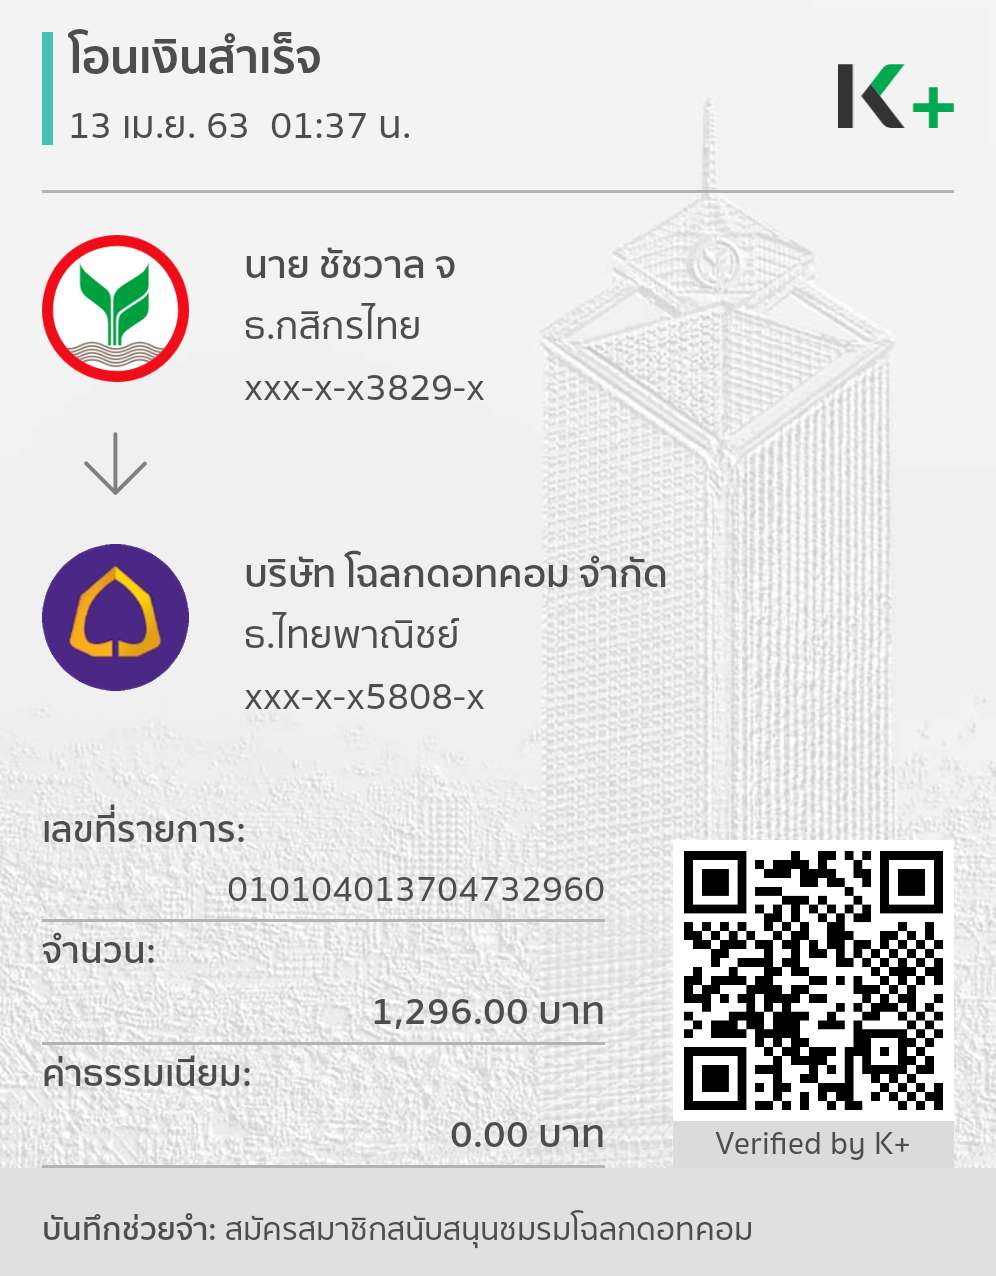 โอนเงินสำเร็จ
13 เม.ย. 63  01:37 น.
K+
นาย ชัชวาล จ
ธ.กสิกรไทย
xxx-x-x3829-x
บริษัท โฉลกดอทคอม จำกัด
ธ.ไทยพาณิชย์
xxx-x-x5808-x
เลขที่รายการ:
010104013704732960
จำนวน:
1,296.00 บาท
ค่าธรรมเนียม:
0.00 บาท
Verified by K+
บันทึกช่วยจำ: สมัครสมาชิกสนับสนุนชมรมโฉลกดอทคอม